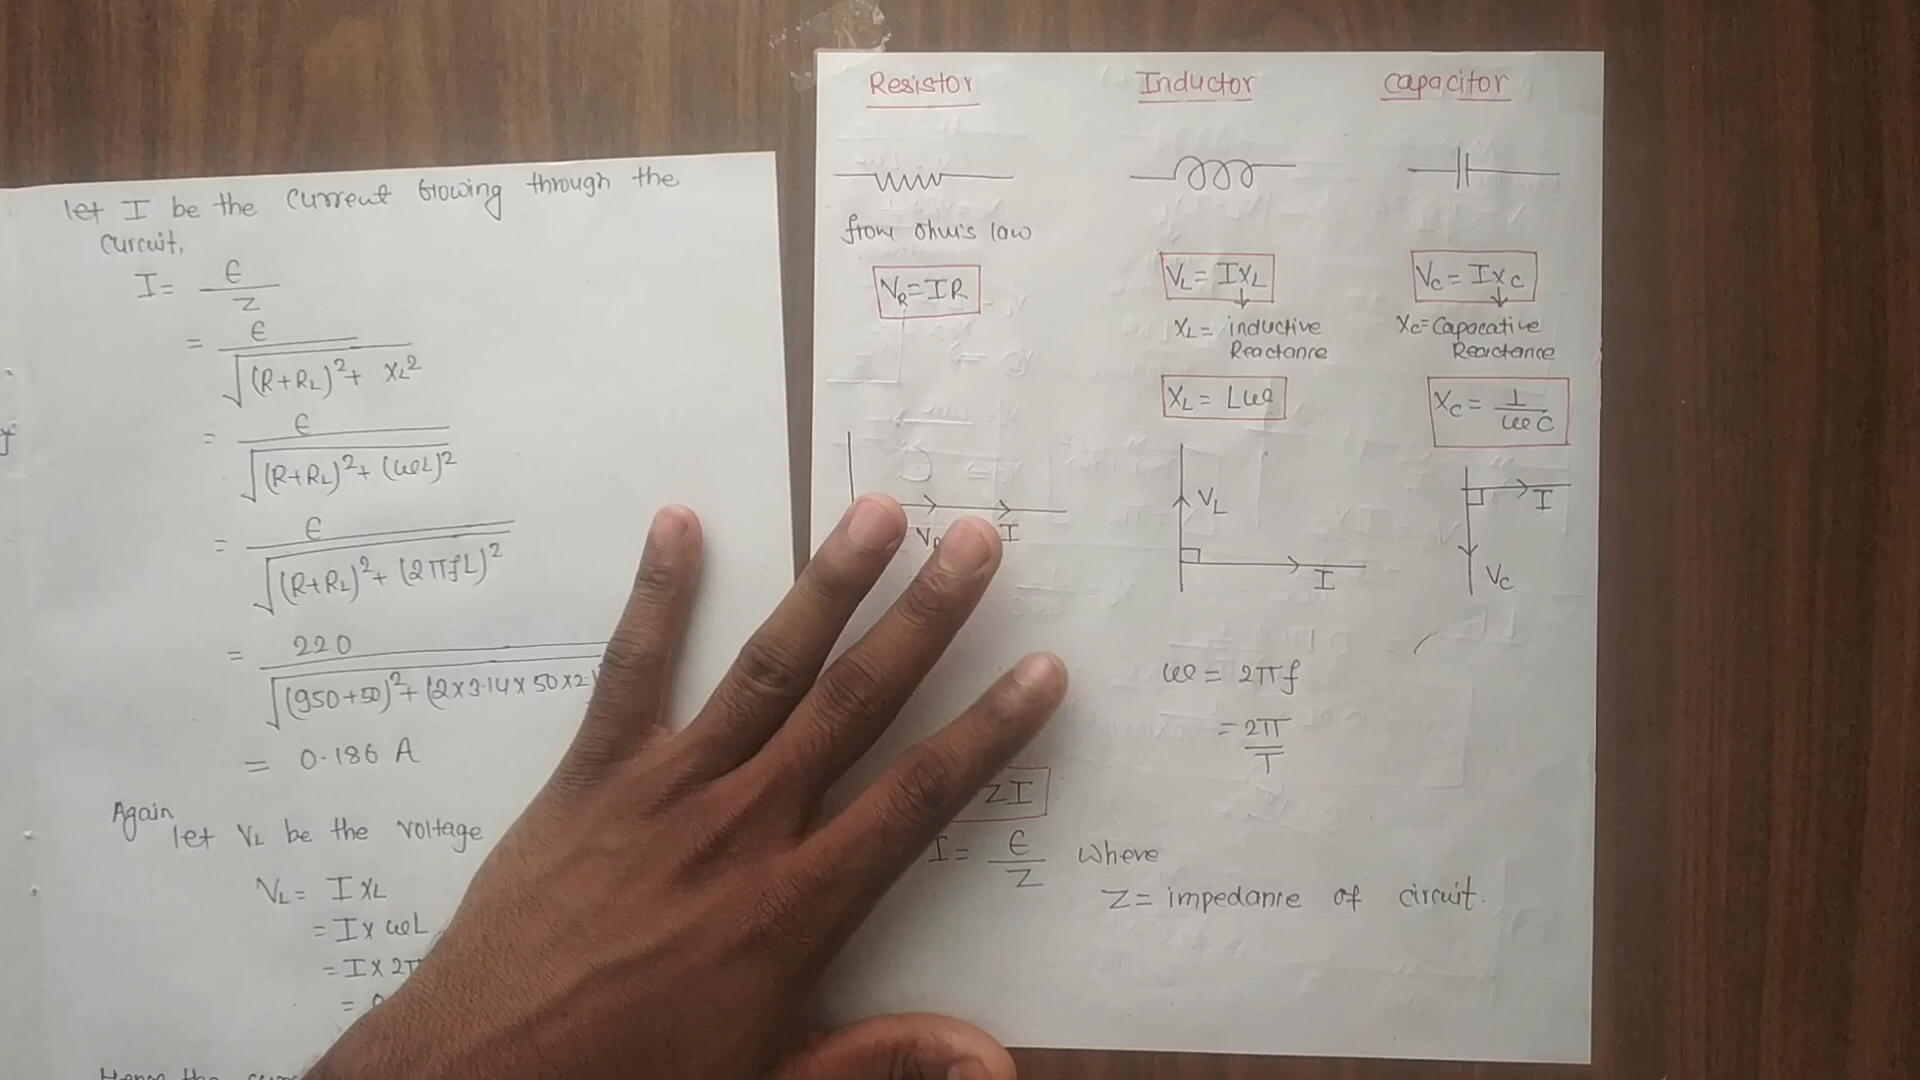 let I be the current flowing through the
curcuit.
I = ϵ / Z
= ϵ / √(R+RL)²+ XL²
= ϵ / √(R+RL)²+ (ωL)²
= ϵ / √(R+RL)²+ (2πfL)²
= 220 / √(950+50)²+ (2×3.14×50×2.
= 0.186 A
Again
let VL be the voltage
VL = I XL
= I x ωL
= I X 2π
Resistor
from ohm's law
VR=IR
I
ZI
I = ϵ / Z where
Z = impedance of circuit.
Inductor
VL = IXL
XL = inductive
Reactance
XL = Lω
VL
I
ω = 2πf
= 2π / T
capacitor
VC = IXC
XC=Capacative
Reactance
XC = 1 / ωC
I
VC